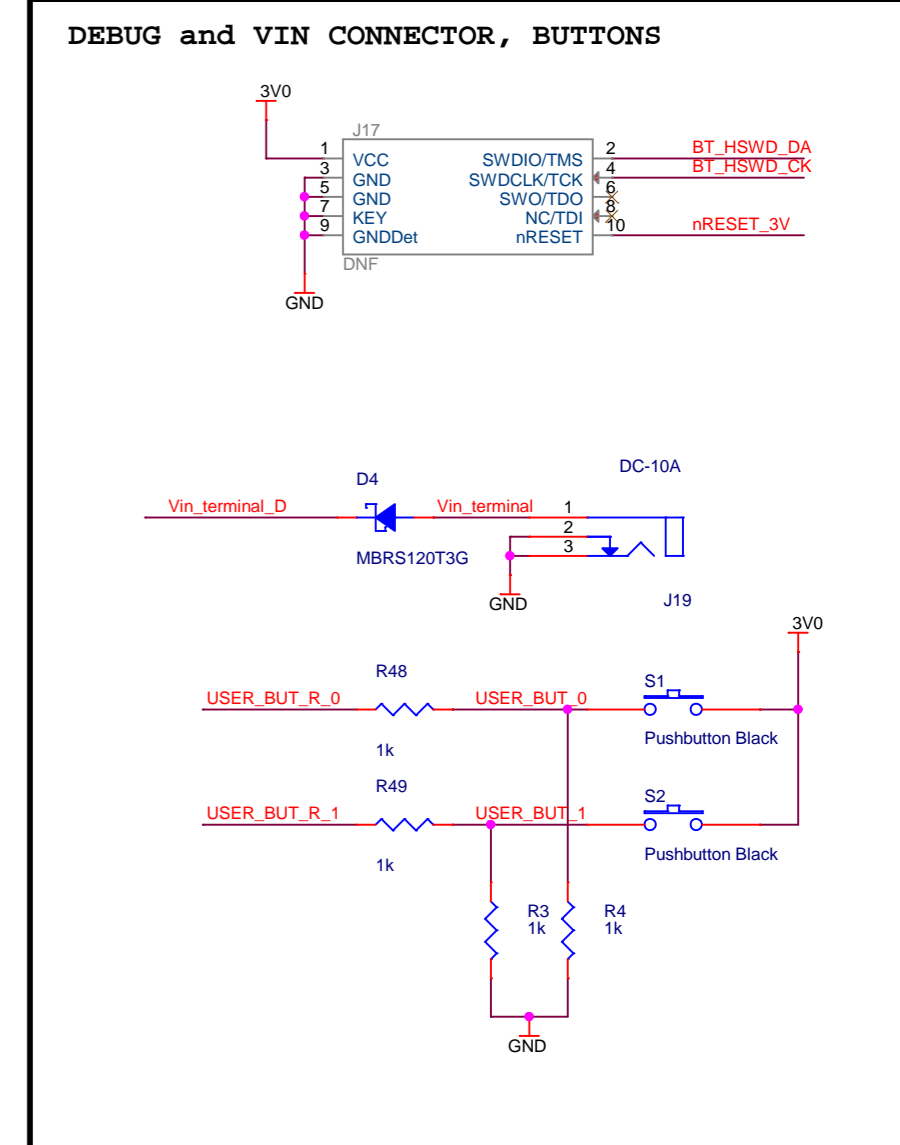 DEBUG and VIN CONNECTOR, BUTTONS
3V0
J17
1 VCC SWDIO/TMS 2 BT_HSWD_DA
3 GND SWDCLK/TCK 4 BT_HSWD_CK
5 GND SWO/TDO 6
7 KEY NC/TDI 8
9 GNDDet nRESET 10 nRESET_3V
DNF
GND
DC-10A
D4
Vin_terminal_D Vin_terminal 1
2
MBRS120T3G 3
GND J19
3V0
R48 S1
USER_BUT_R_0 USER_BUT_0
1k Pushbutton Black
R49 S2
USER_BUT_R_1 USER_BUT_1
1k Pushbutton Black
R3 R4
1k 1k
GND